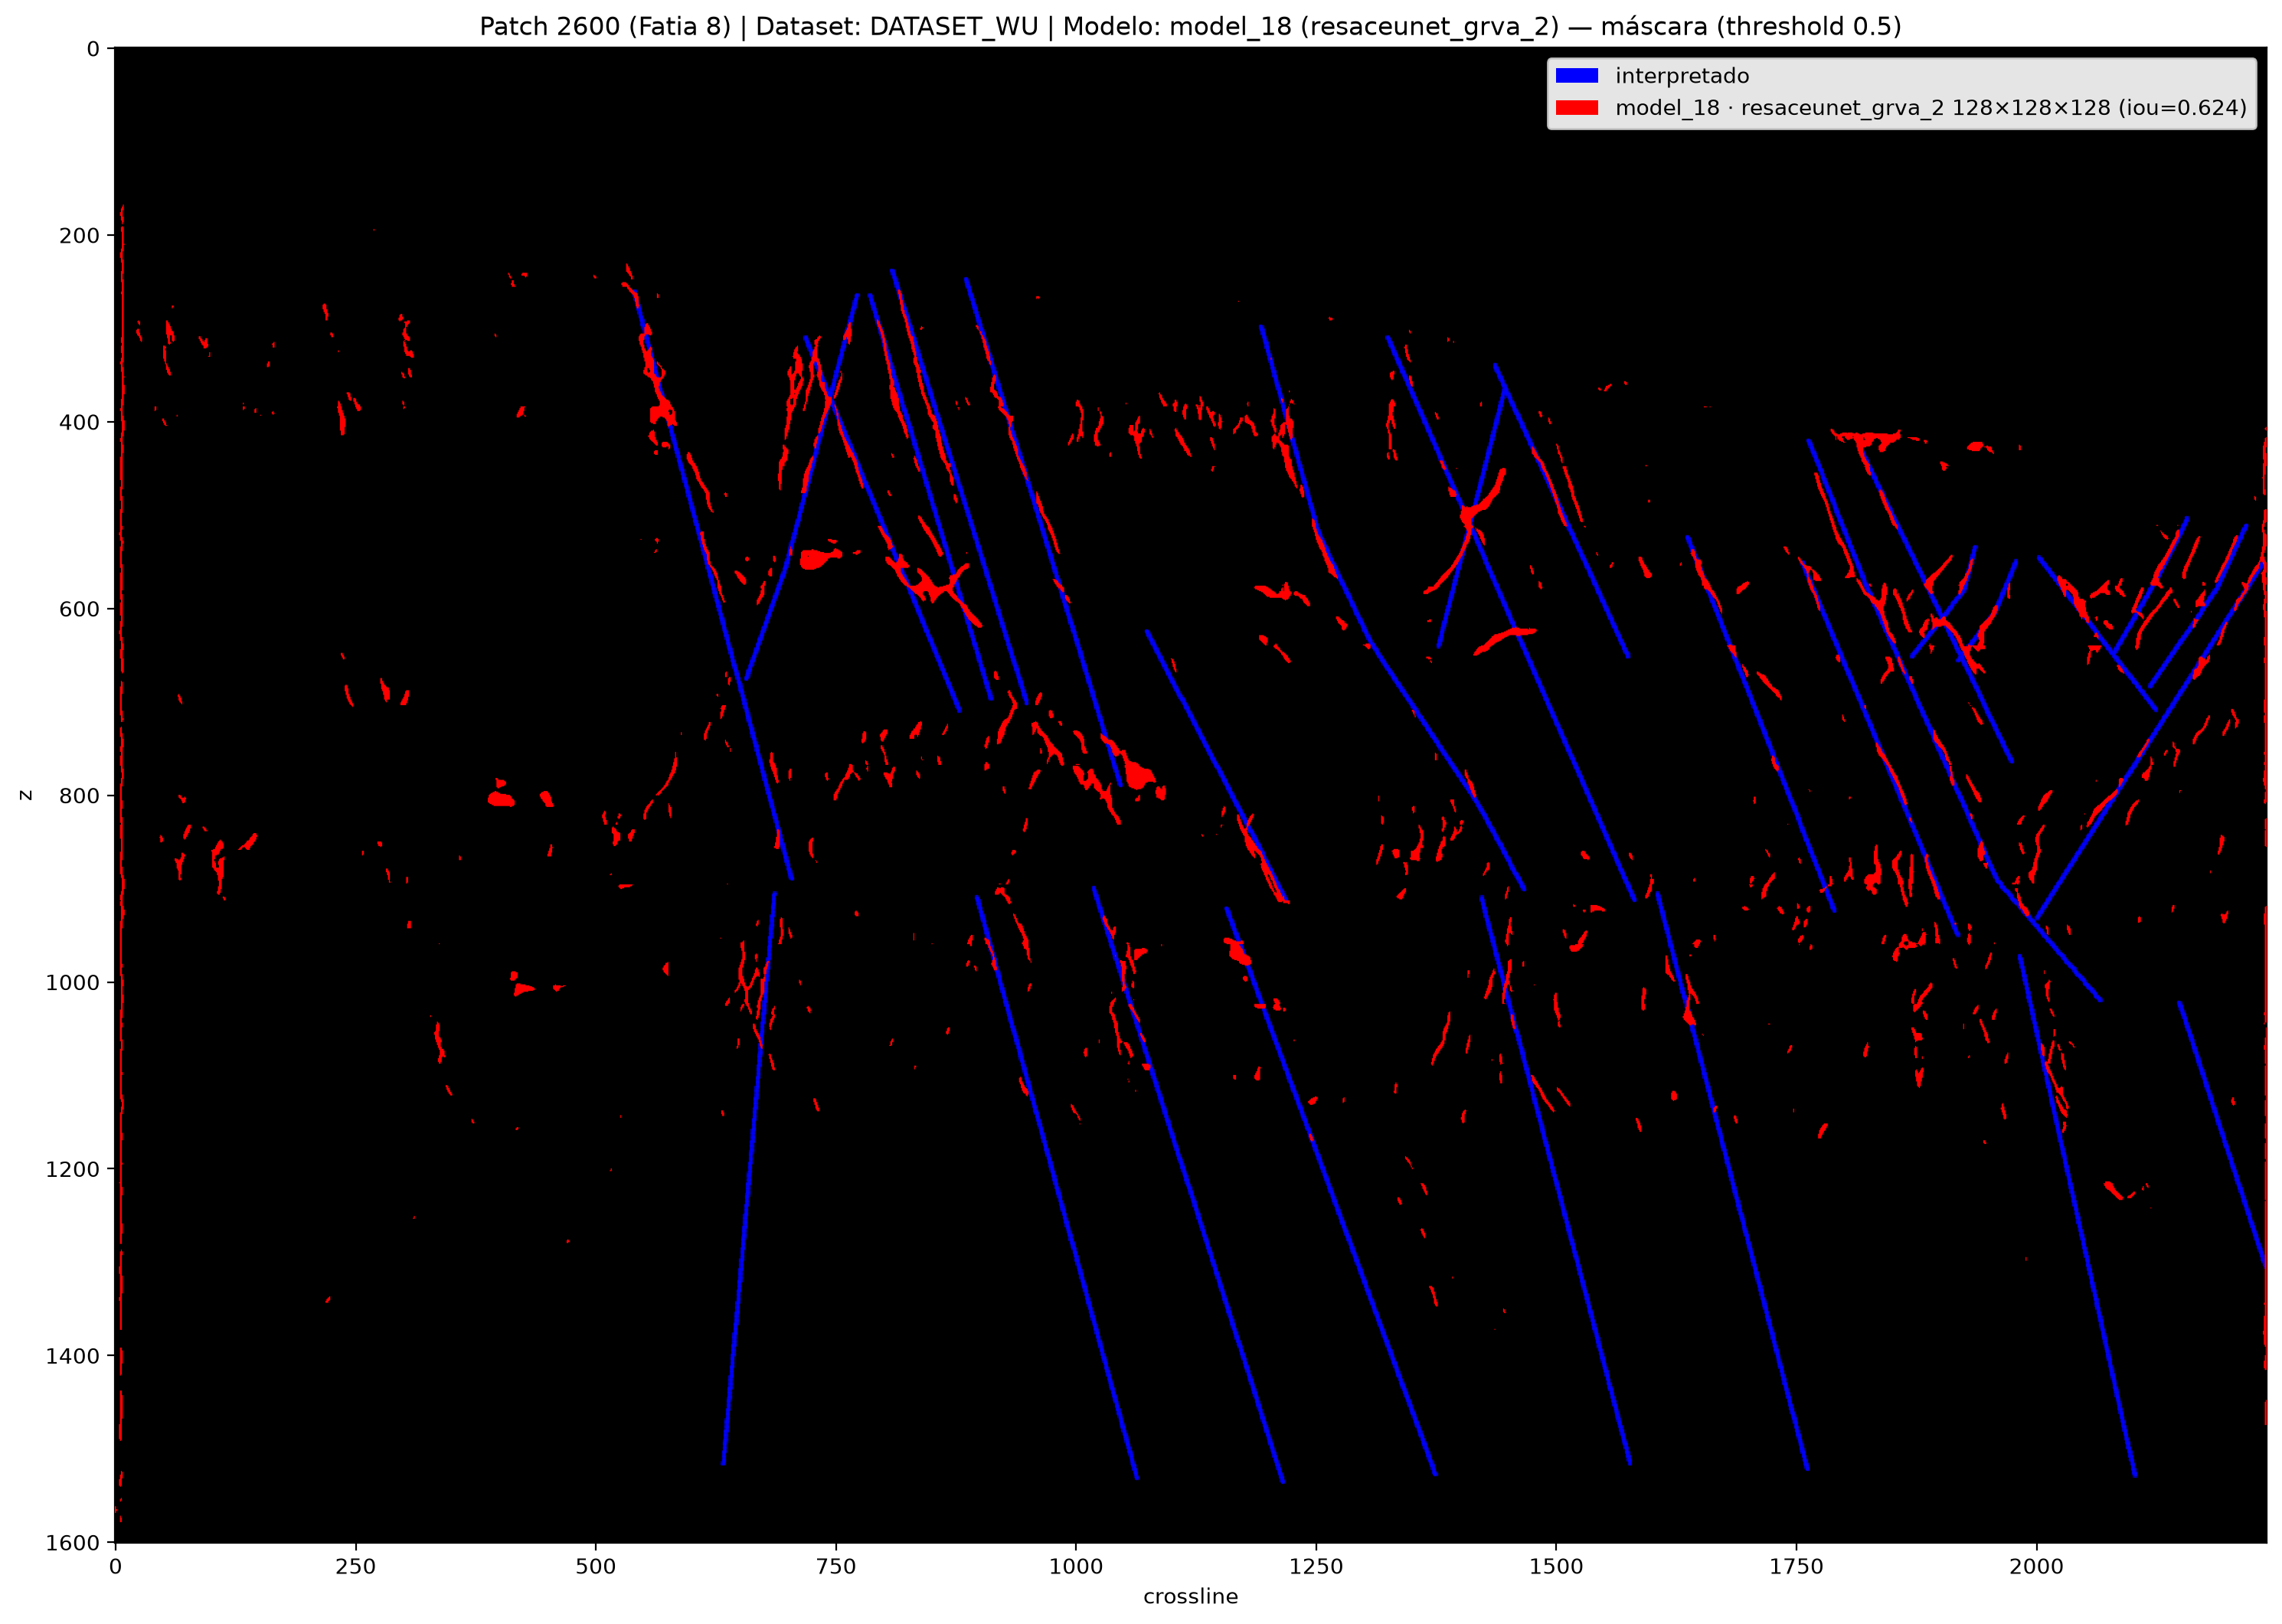 Patch 2600 (Fatia 8) | Dataset: DATASET_WU | Modelo: model_18 (resaceunet_grva_2) — máscara (threshold 0.5)
interpretado
model_18 · resaceunet_grva_2 128×128×128 (iou=0.624)
0
200
400
600
800
1000
1200
1400
1600
z
0 250 500 750 1000 1250 1500 1750 2000
crossline